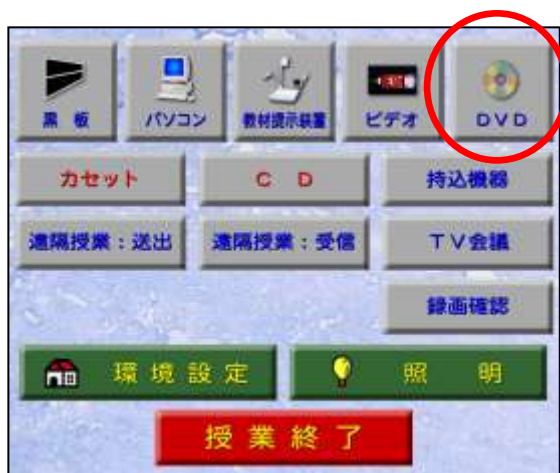 黒 板 パソコン 教材提示装置 ビデオ DVD
カセット C D 持込機器
遠隔授業：送出 遠隔授業：受信 TV会議
録画確認
環 境 設 定 照 明
授 業 終 了